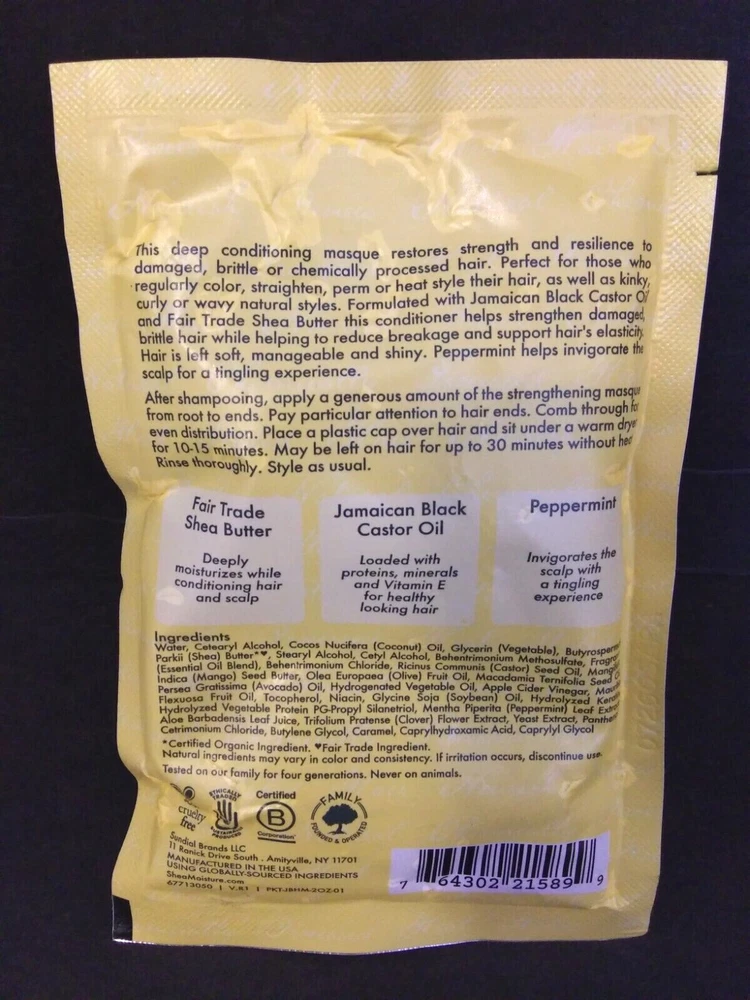 This deep conditioning masque restores strength and resilience to
damaged, brittle or chemically processed hair. Perfect for those who
regularly color, straighten, perm or heat style their hair, as well as kinky,
curly or wavy natural styles. Formulated with Jamaican Black Castor Oil
and Fair Trade Shea Butter this conditioner helps strengthen damaged,
brittle hair while helping to reduce breakage and support hair's elasticity.
Hair is left soft, manageable and shiny. Peppermint helps invigorate the
scalp for a tingling experience.
After shampooing, apply a generous amount of the strengthening masque
from root to ends. Pay particular attention to hair ends. Comb through for
even distribution. Place a plastic cap over hair and sit under a warm dryer
for 10-15 minutes. May be left on hair for up to 30 minutes without heat
Rinse thoroughly. Style as usual.
Fair Trade
Shea Butter
Deeply
moisturizes while
conditioning hair
and scalp
Jamaican Black
Castor Oil
Loaded with
proteins, minerals
and Vitamin E
for healthy
looking hair
Peppermint
Invigorates the
scalp with
a tingling
experience
Ingredients
Water, Cetearyl Alcohol, Cocos Nucifera (Coconut) Oil, Glycerin (Vegetable),
Parkii (Shea) Butter*♥, Stearyl Alcohol, Cetyl Alcohol, Behentrimonium Methosulfate,
(Essential Oil Blend), Behentrimonium Chloride, Ricinus Communis (Castor) Seed Oil,
Indica (Mango) Seed Butter, Olea Europaea (Olive) Fruit Oil, Macadamia Ternifolia Seed
Persea Gratissima (Avocado) Oil, Hydrogenated Vegetable Oil, Apple Cider Vinegar,
Flexuosa Fruit Oil, Tocopherol, Niacin, Glycine Soja (Soybean) Oil, Hydrolyzed
Hydrolyzed Vegetable Protein PG-Propyl Silanetriol, Mentha Piperita (Peppermint) Leaf
Aloe Barbadensis Leaf Juice, Trifolium Pratense (Clover) Flower Extract, Yeast Extract,
Cetrimonium Chloride, Butylene Glycol, Caramel, Caprylhydroxamic Acid, Caprylyl Glycol
*Certified Organic Ingredient. ♥Fair Trade Ingredient.
Natural ingredients may vary in color and consistency. If irritation occurs, discontinue use.
Tested on our family for four generations. Never on animals.
cruelty
free
ETHICALLY
TRADED
SUSTAINABLY
PRODUCED
Certified
B
Corporation
FAMILY
FOUNDED & OPERATED
Sundial Brands LLC
11 Ranick Drive South . Amityville, NY 11701
MANUFACTURED IN THE USA
USING GLOBALLY-SOURCED INGREDIENTS
SheaMoisture.com
67713050 | V.R1 | PKT-JBHM-2OZ-01
7 64302 21589 9